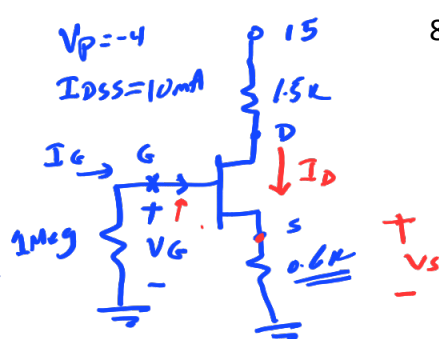 Vp=-4
15
8
IDSS=10mA
1.5K
D
IG
G
ID
+
S
+
1Meg
VG
0.6K
Vs
-
-